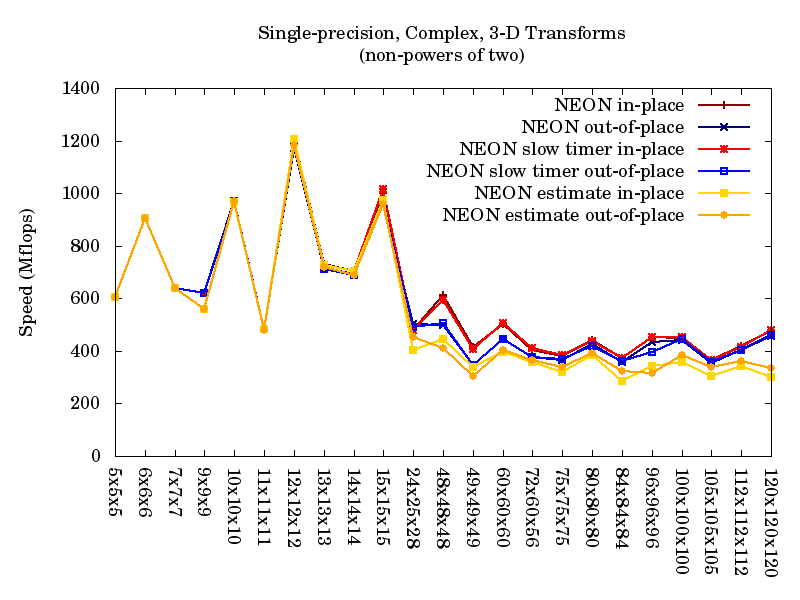 Single-precision, Complex, 3-D Transforms
(non-powers of two)
1400
1200
1000
800
600
400
200
0
Speed (Mflops)
NEON in-place
NEON out-of-place
NEON slow timer in-place
NEON slow timer out-of-place
NEON estimate in-place
NEON estimate out-of-place
5x5x5
6x6x6
7x7x7
9x9x9
10x10x10
11x11x11
12x12x12
13x13x13
14x14x14
15x15x15
24x25x28
48x48x48
49x49x49
60x60x60
72x60x56
75x75x75
80x80x80
84x84x84
96x96x96
100x100x100
105x105x105
112x112x112
120x120x120